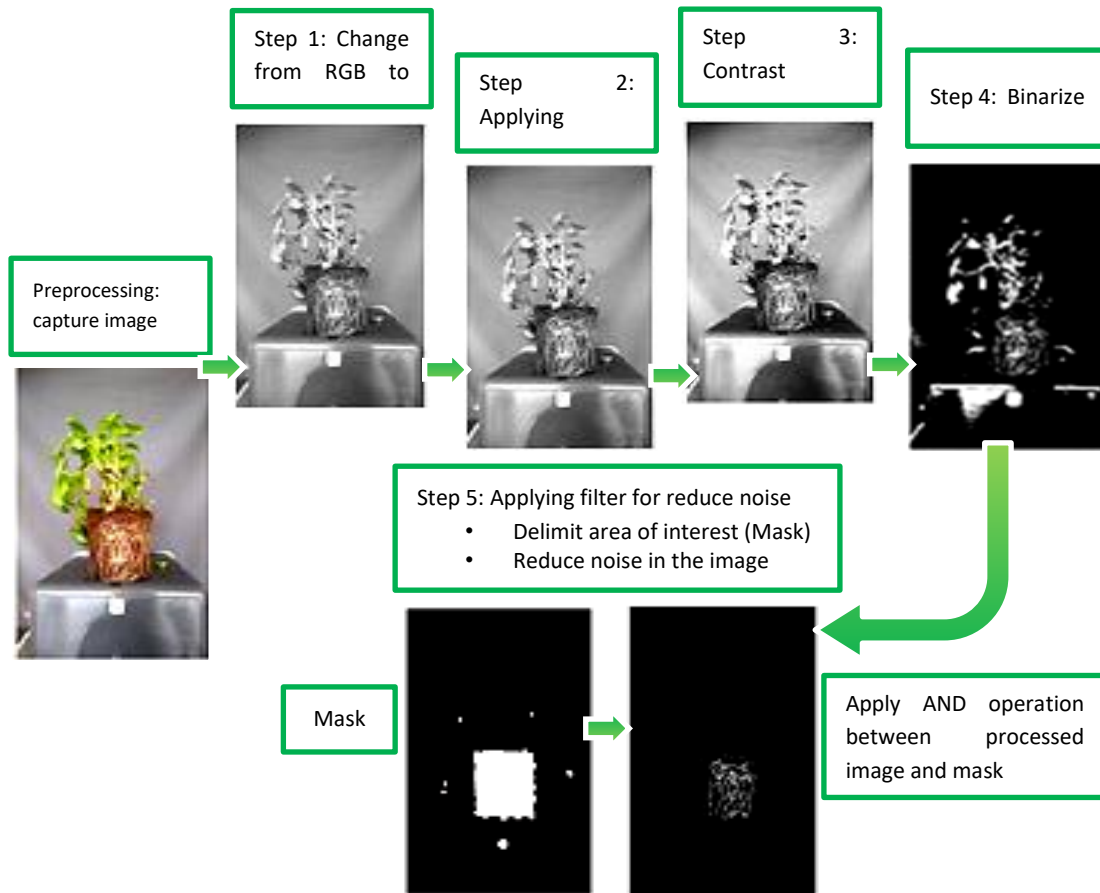 Preprocessing:
capture image
Step 1: Change
from RGB to
Step 2:
Applying
Step 3:
Contrast
Step 4: Binarize
Step 5: Applying filter for reduce noise
• Delimit area of interest (Mask)
• Reduce noise in the image
Mask
Apply AND operation
between processed
image and mask